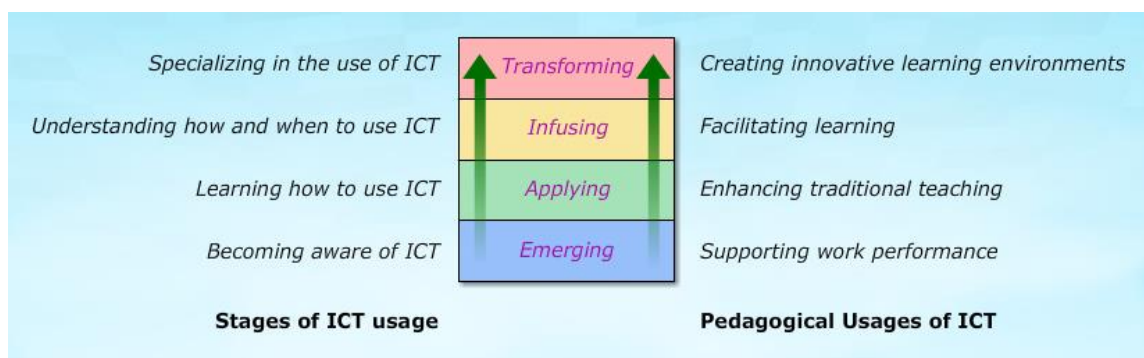 Specializing in the use of ICT Transforming Creating innovative learning environments
Understanding how and when to use ICT Infusing Facilitating learning
Learning how to use ICT Applying Enhancing traditional teaching
Becoming aware of ICT Emerging Supporting work performance
Stages of ICT usage Pedagogical Usages of ICT